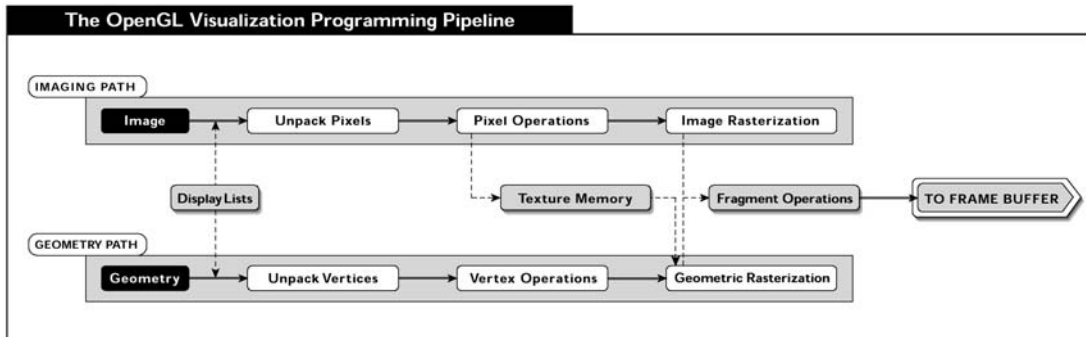 The OpenGL Visualization Programming Pipeline
IMAGING PATH
Image
Unpack Pixels
Pixel Operations
Image Rasterization
Display Lists
Texture Memory
Fragment Operations
TO FRAME BUFFER
GEOMETRY PATH
Geometry
Unpack Vertices
Vertex Operations
Geometric Rasterization